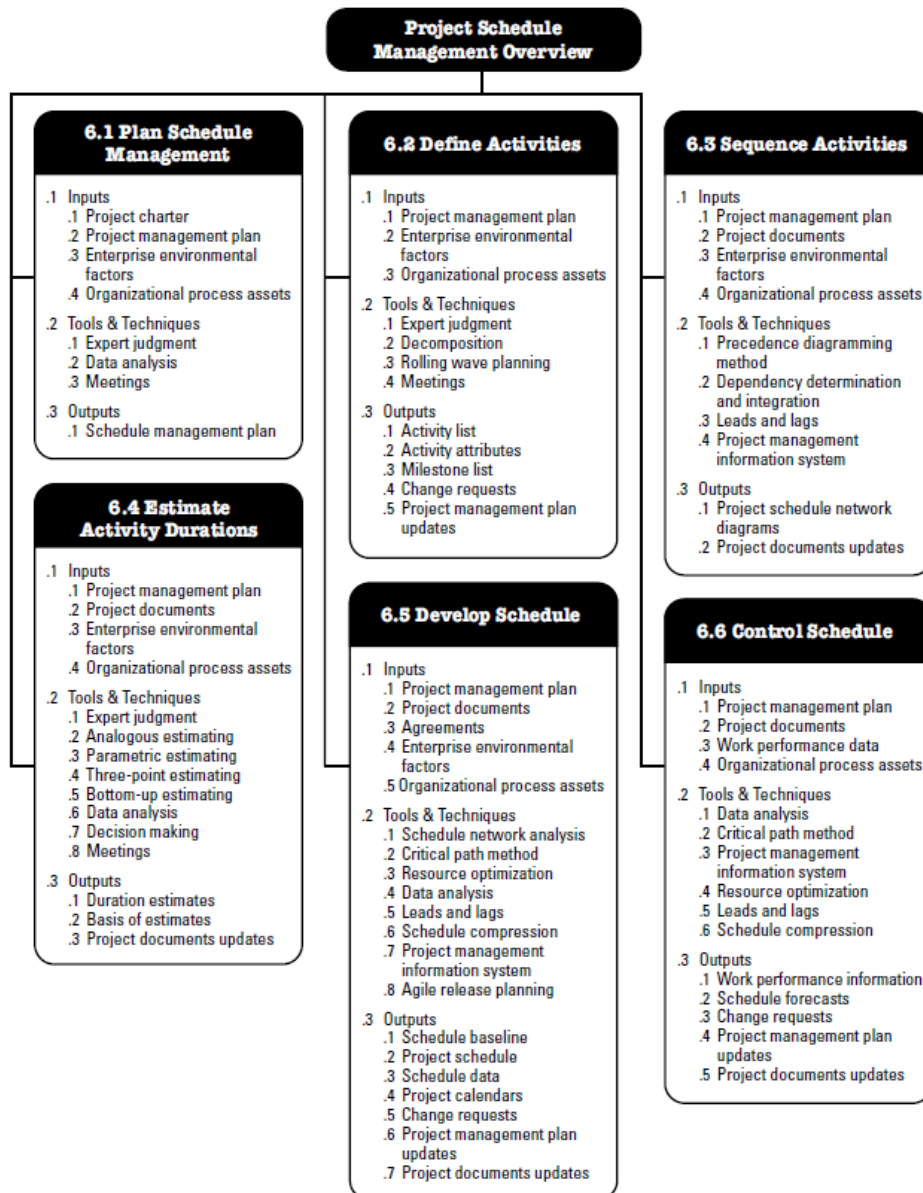 Project Schedule
Management Overview
6.1 Plan Schedule
Management
.1 Inputs
.1 Project charter
.2 Project management plan
.3 Enterprise environmental
factors
.4 Organizational process assets
.2 Tools & Techniques
.1 Expert judgment
.2 Data analysis
.3 Meetings
.3 Outputs
.1 Schedule management plan
6.2 Define Activities
.1 Inputs
.1 Project management plan
.2 Enterprise environmental
factors
.3 Organizational process assets
.2 Tools & Techniques
.1 Expert judgment
.2 Decomposition
.3 Rolling wave planning
.4 Meetings
.3 Outputs
.1 Activity list
.2 Activity attributes
.3 Milestone list
.4 Change requests
.5 Project management plan
updates
6.3 Sequence Activities
.1 Inputs
.1 Project management plan
.2 Project documents
.3 Enterprise environmental
factors
.4 Organizational process assets
.2 Tools & Techniques
.1 Precedence diagramming
method
.2 Dependency determination
and integration
.3 Leads and lags
.4 Project management
information system
.3 Outputs
.1 Project schedule network
diagrams
.2 Project documents updates
6.4 Estimate
Activity Durations
.1 Inputs
.1 Project management plan
.2 Project documents
.3 Enterprise environmental
factors
.4 Organizational process assets
.2 Tools & Techniques
.1 Expert judgment
.2 Analogous estimating
.3 Parametric estimating
.4 Three-point estimating
.5 Bottom-up estimating
.6 Data analysis
.7 Decision making
.8 Meetings
.3 Outputs
.1 Duration estimates
.2 Basis of estimates
.3 Project documents updates
6.5 Develop Schedule
.1 Inputs
.1 Project management plan
.2 Project documents
.3 Agreements
.4 Enterprise environmental
factors
.5 Organizational process assets
.2 Tools & Techniques
.1 Schedule network analysis
.2 Critical path method
.3 Resource optimization
.4 Data analysis
.5 Leads and lags
.6 Schedule compression
.7 Project management
information system
.8 Agile release planning
.3 Outputs
.1 Schedule baseline
.2 Project schedule
.3 Schedule data
.4 Project calendars
.5 Change requests
.6 Project management plan
updates
.7 Project documents updates
6.6 Control Schedule
.1 Inputs
.1 Project management plan
.2 Project documents
.3 Work performance data
.4 Organizational process assets
.2 Tools & Techniques
.1 Data analysis
.2 Critical path method
.3 Project management
information system
.4 Resource optimization
.5 Leads and lags
.6 Schedule compression
.3 Outputs
.1 Work performance information
.2 Schedule forecasts
.3 Change requests
.4 Project management plan
updates
.5 Project documents updates